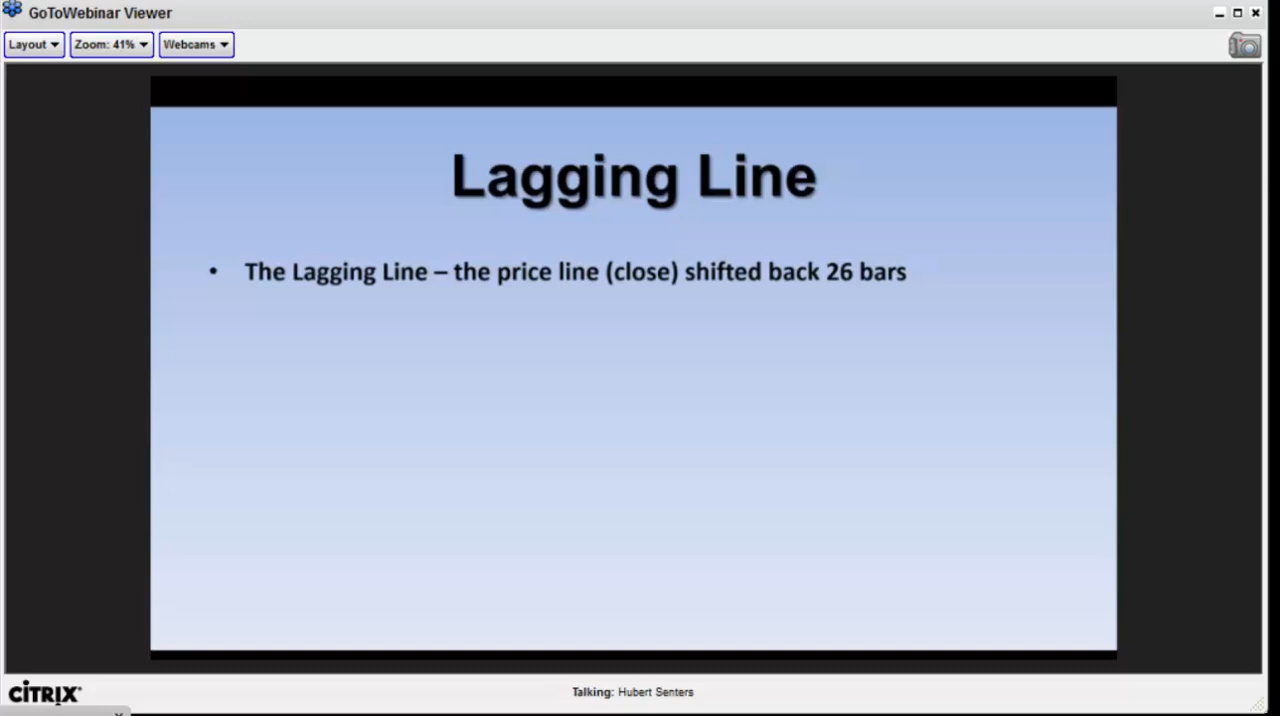 GoToWebinar Viewer
Layout Zoom: 41% Webcams
Lagging Line
• The Lagging Line – the price line (close) shifted back 26 bars
CITRIX®
Talking: Hubert Senters